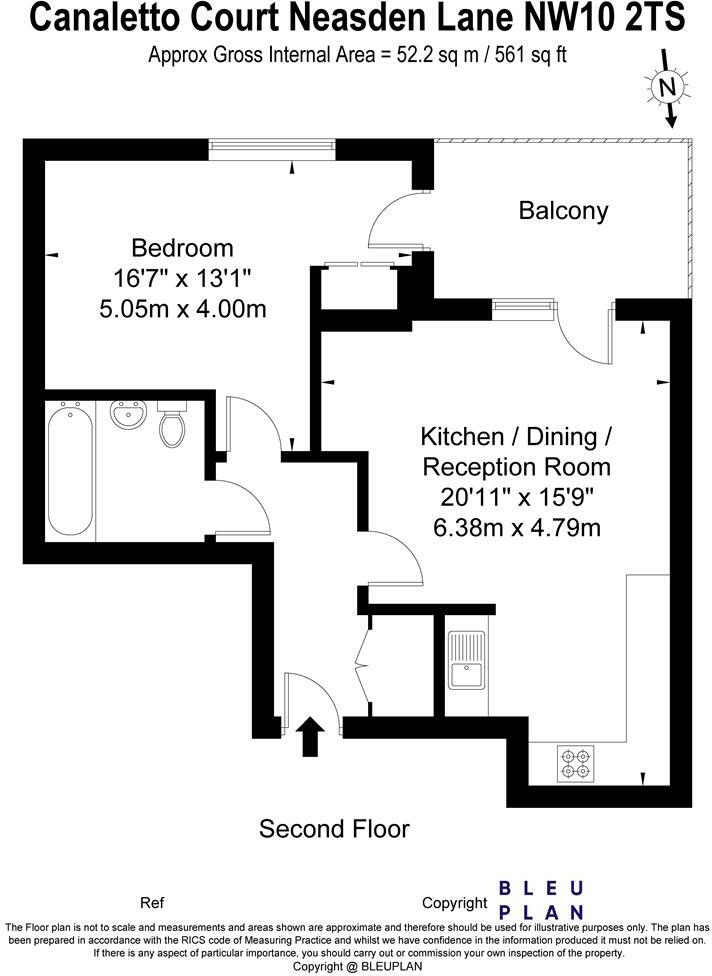 Canaletto Court Neasden Lane NW10 2TS
Approx Gross Internal Area = 52.2 sq m / 561 sq ft
N
Balcony
Bedroom
16'7" x 13'1"
5.05m x 4.00m
Kitchen / Dining /
Reception Room
20'11" x 15'9"
6.38m x 4.79m
Second Floor
Ref
Copyright
BLEU
PLAN
The Floor plan is not to scale and measurements and areas shown are approximate and therefore should be used for illustrative purposes only. The plan has
been prepared in accordance with the RICS code of Measuring Practice and whilst we have confidence in the information produced it must not be relied on.
If there is any aspect of particular importance, you should carry out or commission your own inspection of the property.
Copyright @ BLEUPLAN